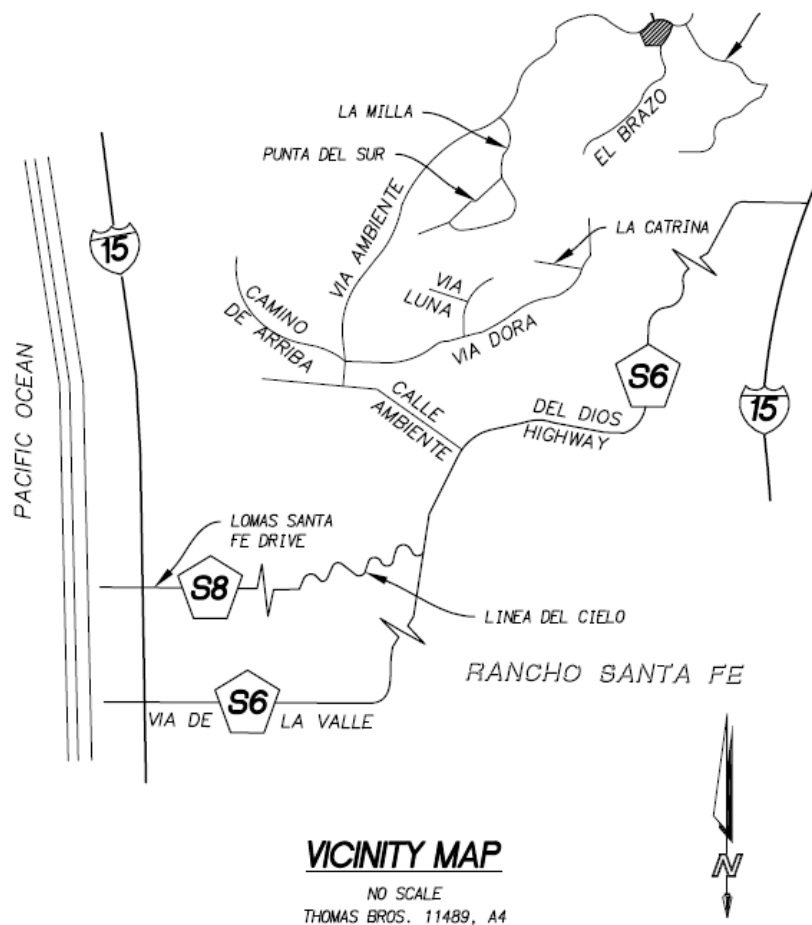 LA MILLA
PUNTA DEL SUR
EL BRAZO
VIA AMBIENTE
LA CATRINA
15
CAMINO
DE ARRIBA
VIA
LUNA
VIA DORA
S6
15
PACIFIC OCEAN
CALLE
AMBIENTE
DEL DIOS
HIGHWAY
LOMAS SANTA
FE DRIVE
S8
LINEA DEL CIELO
RANCHO SANTA FE
S6
VIA DE LA VALLE
N
VICINITY MAP
NO SCALE
THOMAS BROS. 11489, A4